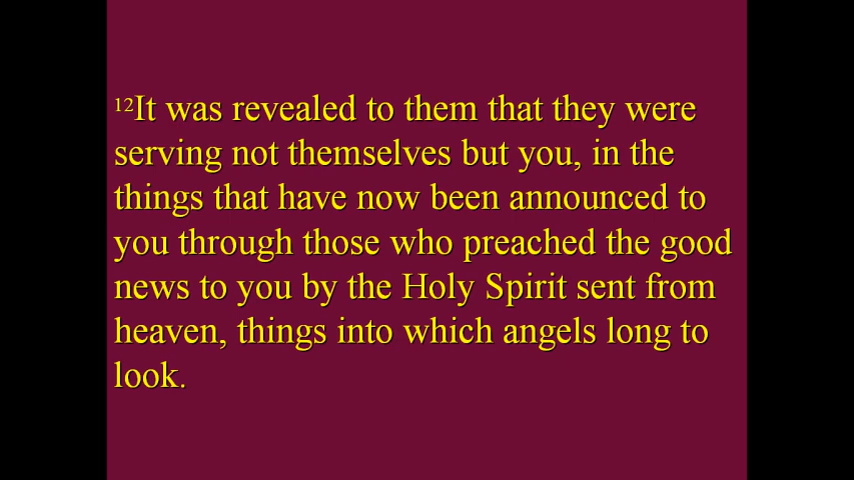 12It was revealed to them that they were
serving not themselves but you, in the
things that have now been announced to
you through those who preached the good
news to you by the Holy Spirit sent from
heaven, things into which angels long to
look.